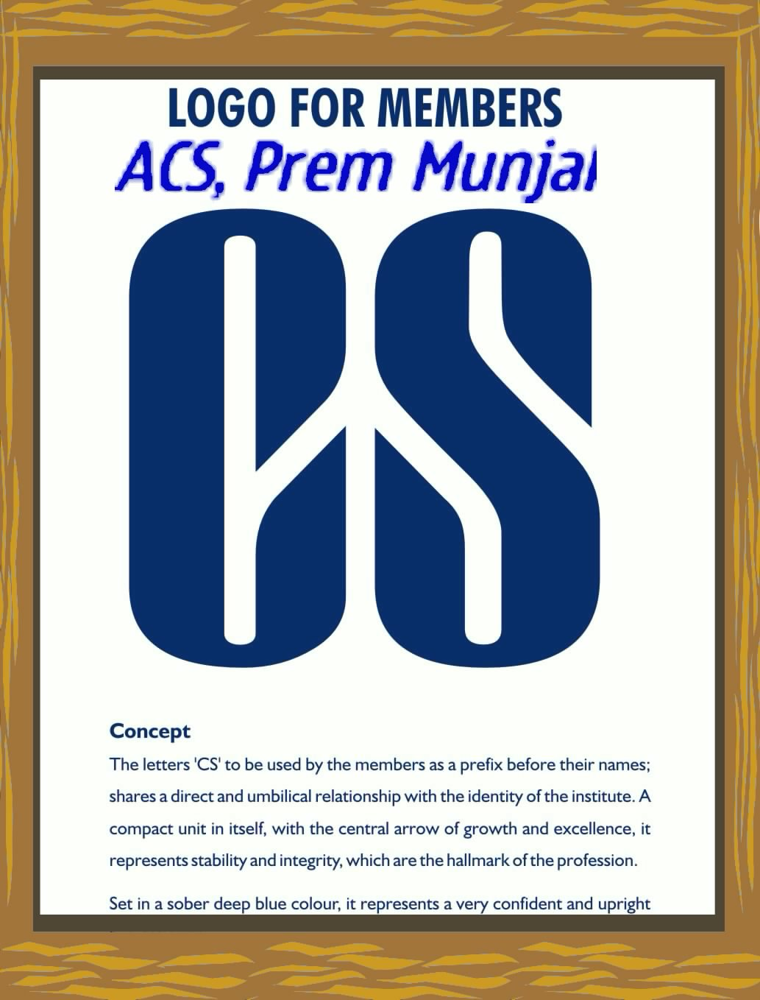 LOGO FOR MEMBERS
ACS, Prem Munjal
CS
Concept
The letters 'CS' to be used by the members as a prefix before their names;
shares a direct and umbilical relationship with the identity of the institute. A
compact unit in itself, with the central arrow of growth and excellence, it
represents stability and integrity, which are the hallmark of the profession.
Set in a sober deep blue colour, it represents a very confident and upright